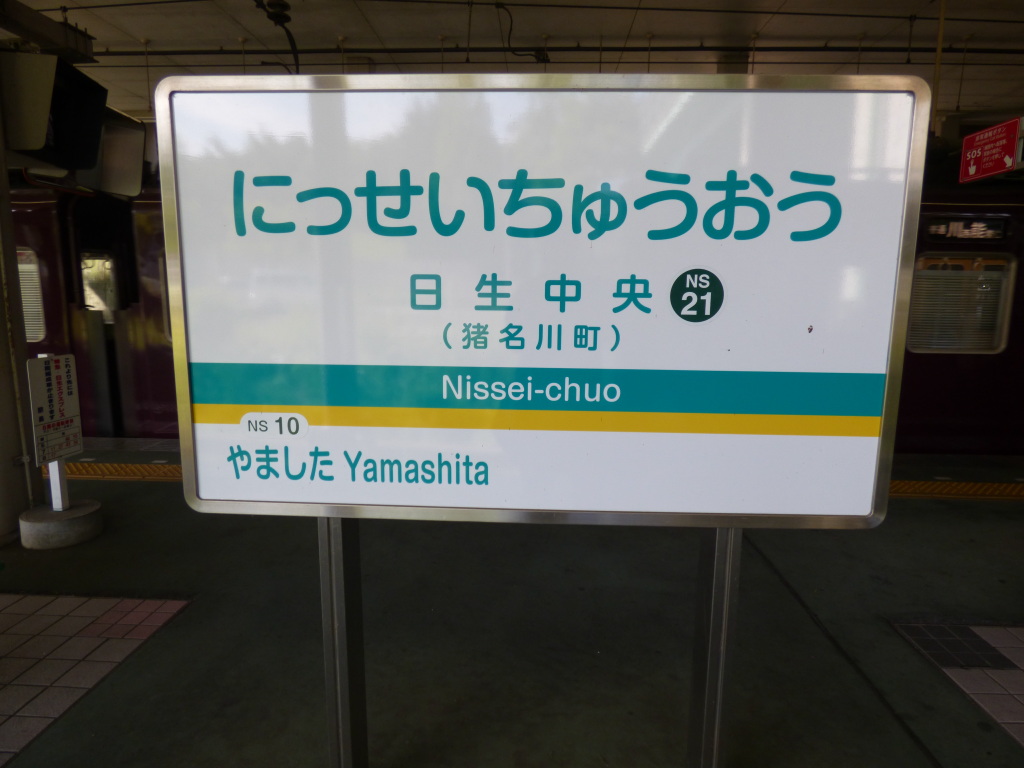 にっせいちゅうおう
日生中央 NS 21
(猪名川町)
Nissei-chuo
NS 10
やました Yamashita
SOS